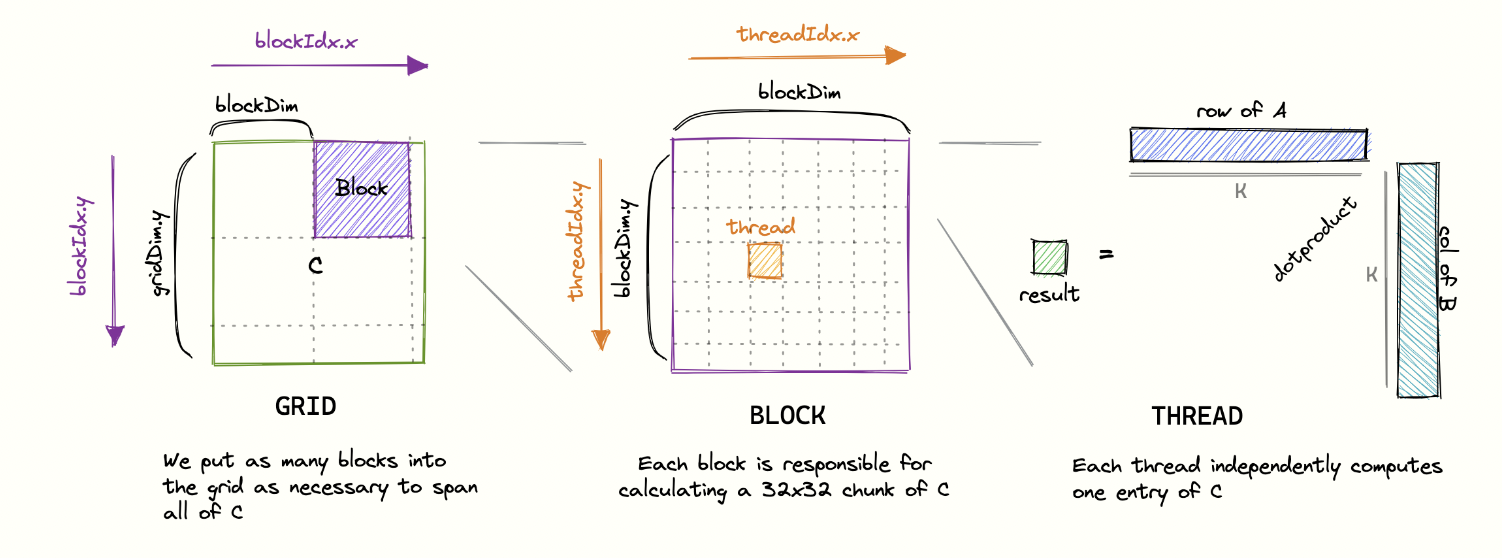 blockIdx.x
blockDim
blockIdx.y
gridDim.y
Block
C
GRID
We put as many blocks into
the grid as necessary to span
all of C
threadIdx.x
blockDim
threadIdx.y
blockDim.y
thread
BLOCK
Each block is responsible for
calculating a 32x32 chunk of C
row of A
K
dotproduct
K
col of B
=
result
THREAD
Each thread independently computes
one entry of C